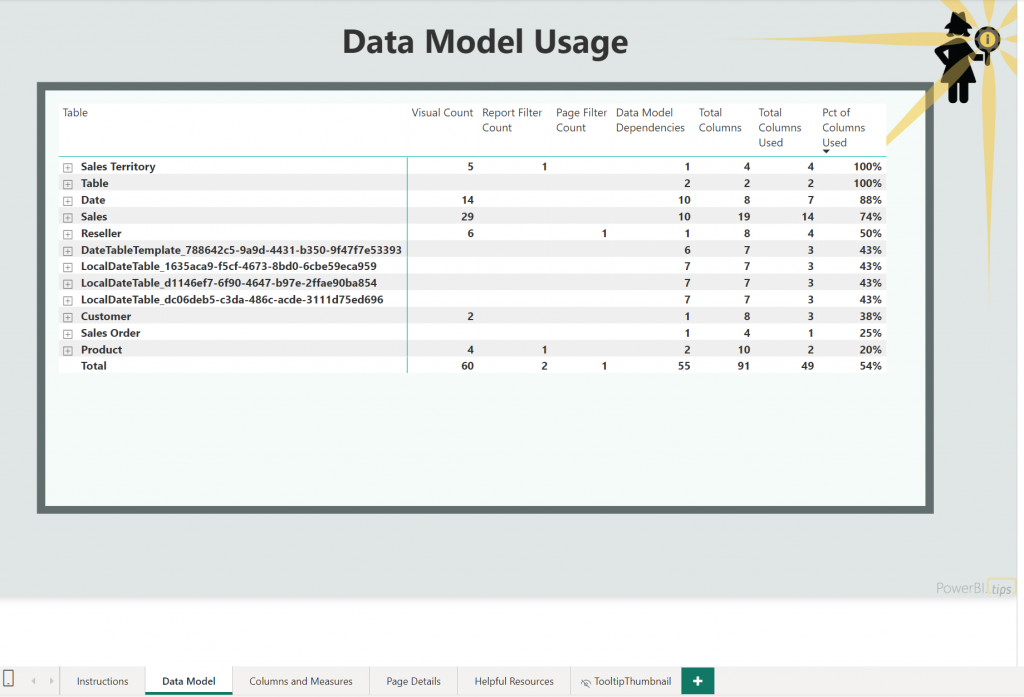 Data Model Usage
i
Table Visual Count Report Filter Count Page Filter Count Data Model Dependencies Total Columns Total Columns Used Pct of Columns Used
Sales Territory 5 1 1 4 4 100%
Table 2 2 2 100%
Date 14 10 8 7 88%
Sales 29 10 19 14 74%
Reseller 6 1 1 8 4 50%
DateTableTemplate_788642c5-9a9d-4431-b350-9f47f7e53393 6 7 3 43%
LocalDateTable_1635aca9-f5cf-4673-8bd0-6cbe59eca959 7 7 3 43%
LocalDateTable_d1146ef7-6f90-4647-b97e-2ffae90ba854 7 7 3 43%
LocalDateTable_dc06deb5-c3da-486c-acde-3111d75ed696 7 7 3 43%
Customer 2 1 8 3 38%
Sales Order 1 4 1 25%
Product 4 1 2 10 2 20%
Total 60 2 1 55 91 49 54%
PowerBI.tips
Instructions Data Model Columns and Measures Page Details Helpful Resources TooltipThumbnail +